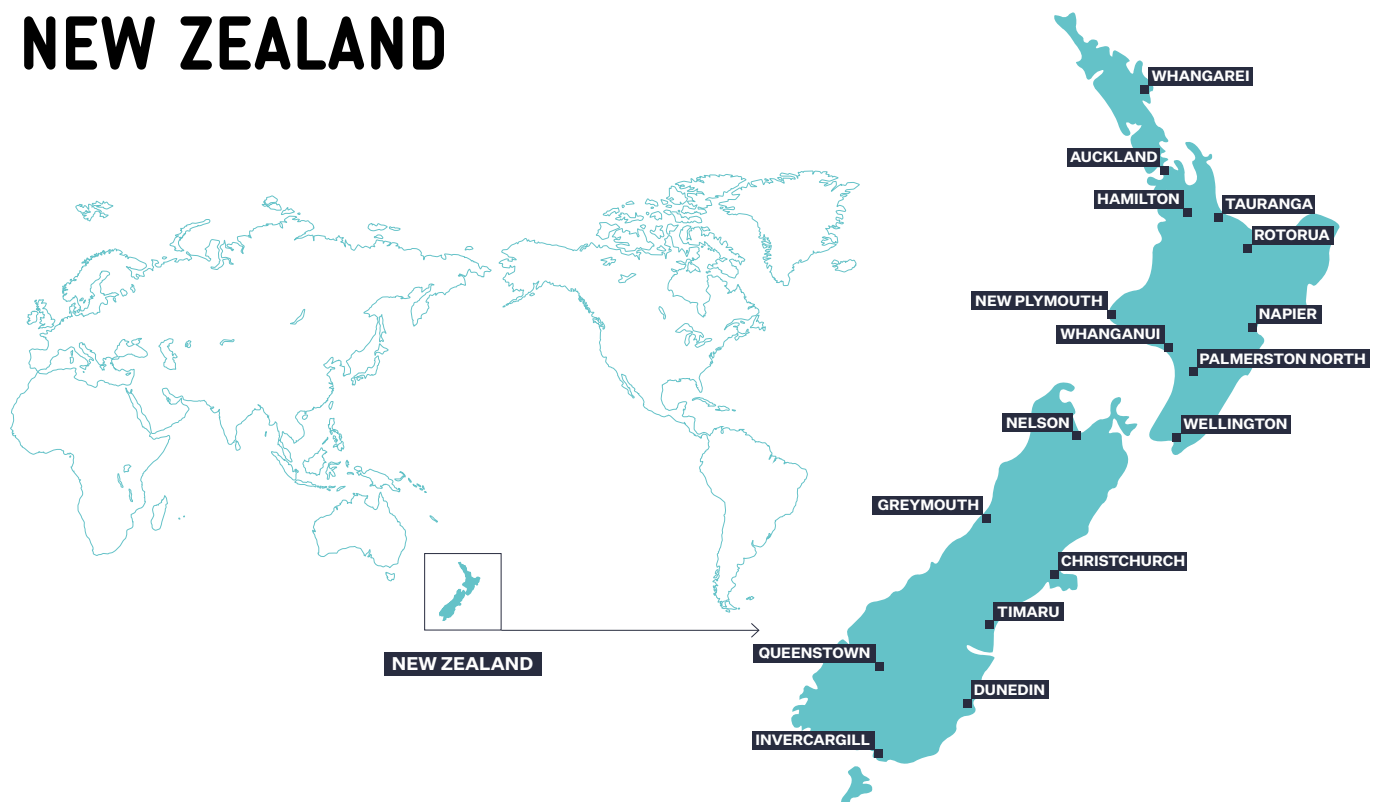 NEW ZEALAND
WHANGAREI
AUCKLAND
HAMILTON
TAURANGA
ROTORUA
NEW PLYMOUTH
NAPIER
WHANGANUI
PALMERSTON NORTH
NELSON
WELLINGTON
GREYMOUTH
CHRISTCHURCH
TIMARU
QUEENSTOWN
NEW ZEALAND
DUNEDIN
INVERCARGILL